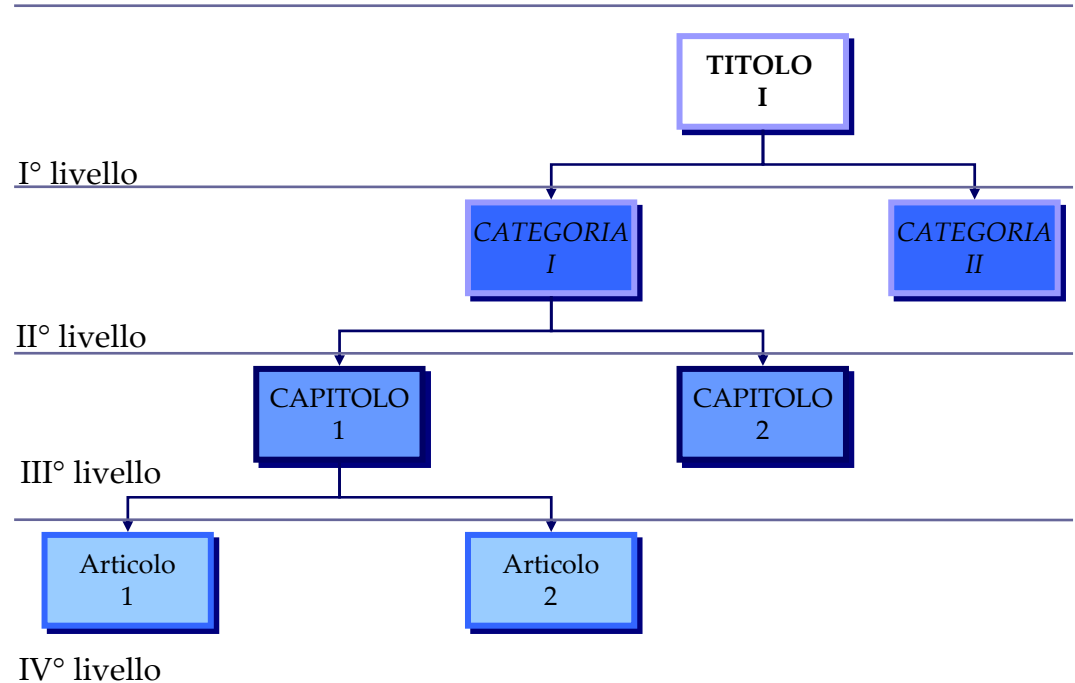 TITOLO
I
I° livello
CATEGORIA
I
CATEGORIA
II
II° livello
CAPITOLO
1
CAPITOLO
2
III° livello
Articolo
1
Articolo
2
IV° livello